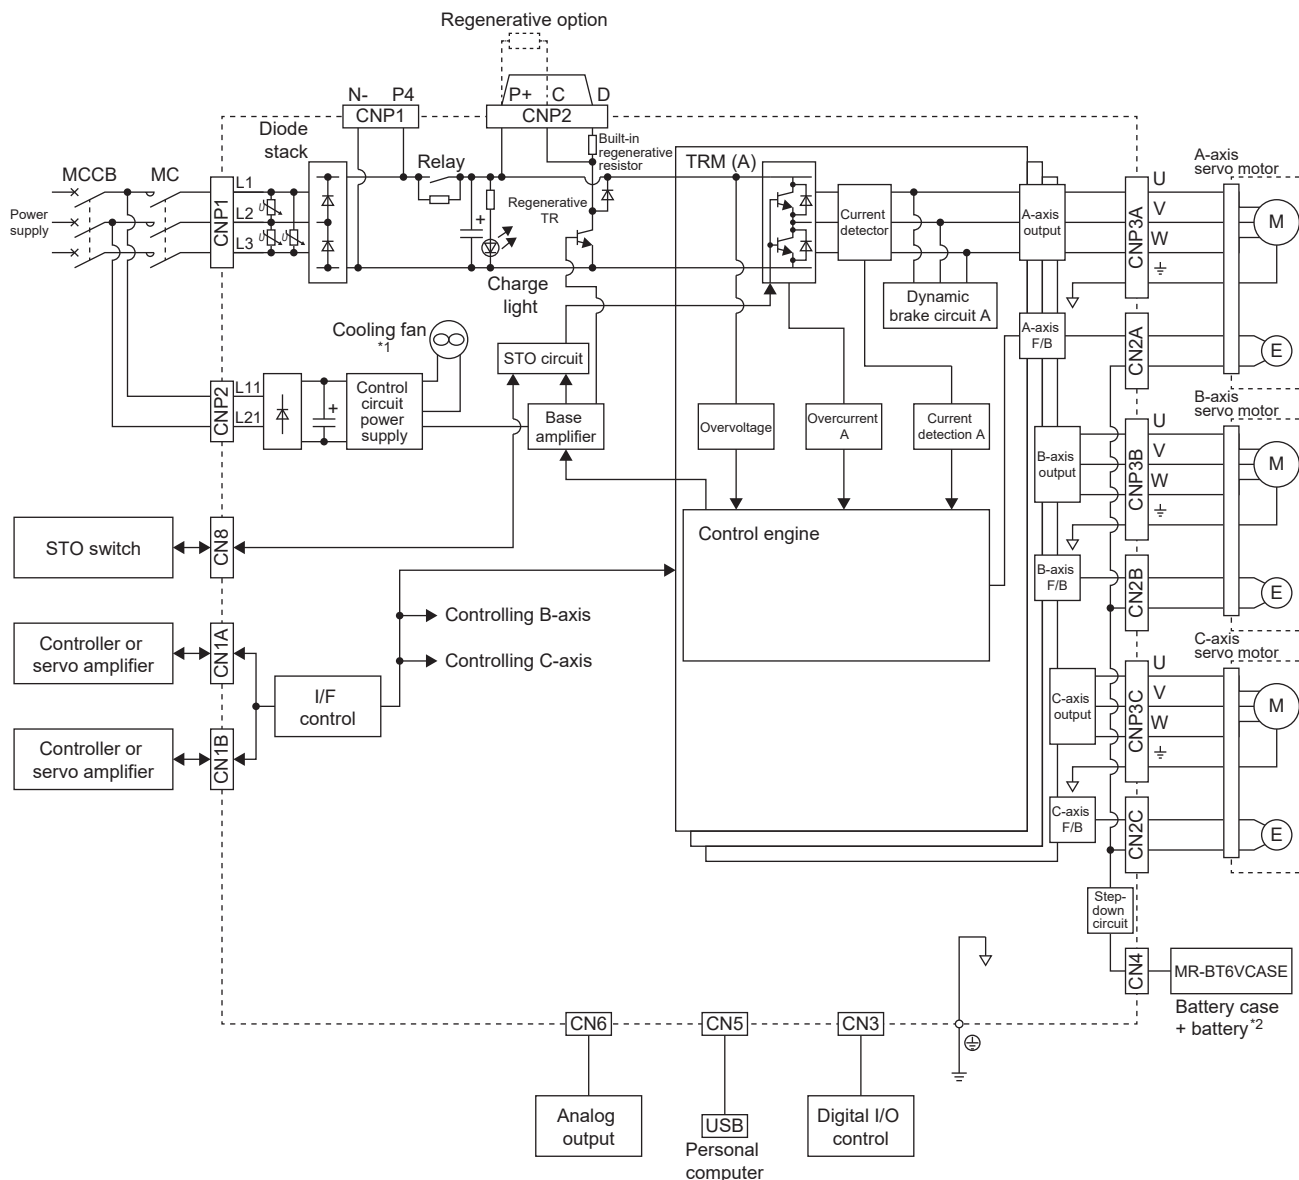 Regenerative option
N-
P4
P+
C
D
CNP1
CNP2
Diode
stack
Built-in
regenerative
resistor
TRM (A)
MCCB
MC
Relay
L1
L2
L3
CNP1
Power
supply
Regenerative
TR
+
Charge
light
Current
detector
A-axis
output
Dynamic
brake circuit A
A-axis
servo motor
U
V
W
CNP3A
M
A-axis
F/B
CN2A
E
Cooling fan
*1
STO circuit
CNP2
L11
L21
+
Control
circuit
power
supply
Base
amplifier
Overvoltage
Overcurrent
A
Current
detection A
B-axis
servo motor
U
V
W
CNP3B
B-axis
output
M
Control engine
STO switch
CN8
B-axis
F/B
CN2B
E
Controlling B-axis
Controller or
servo amplifier
CN1A
Controlling C-axis
I/F
control
C-axis
servo motor
U
V
W
CNP3C
C-axis
output
M
Controller or
servo amplifier
CN1B
C-axis
F/B
CN2C
E
Step-
down
circuit
CN4
MR-BT6VCASE
Battery case
+ battery*2
CN6
CN5
CN3
Analog
output
USB
Personal
computer
Digital I/O
control